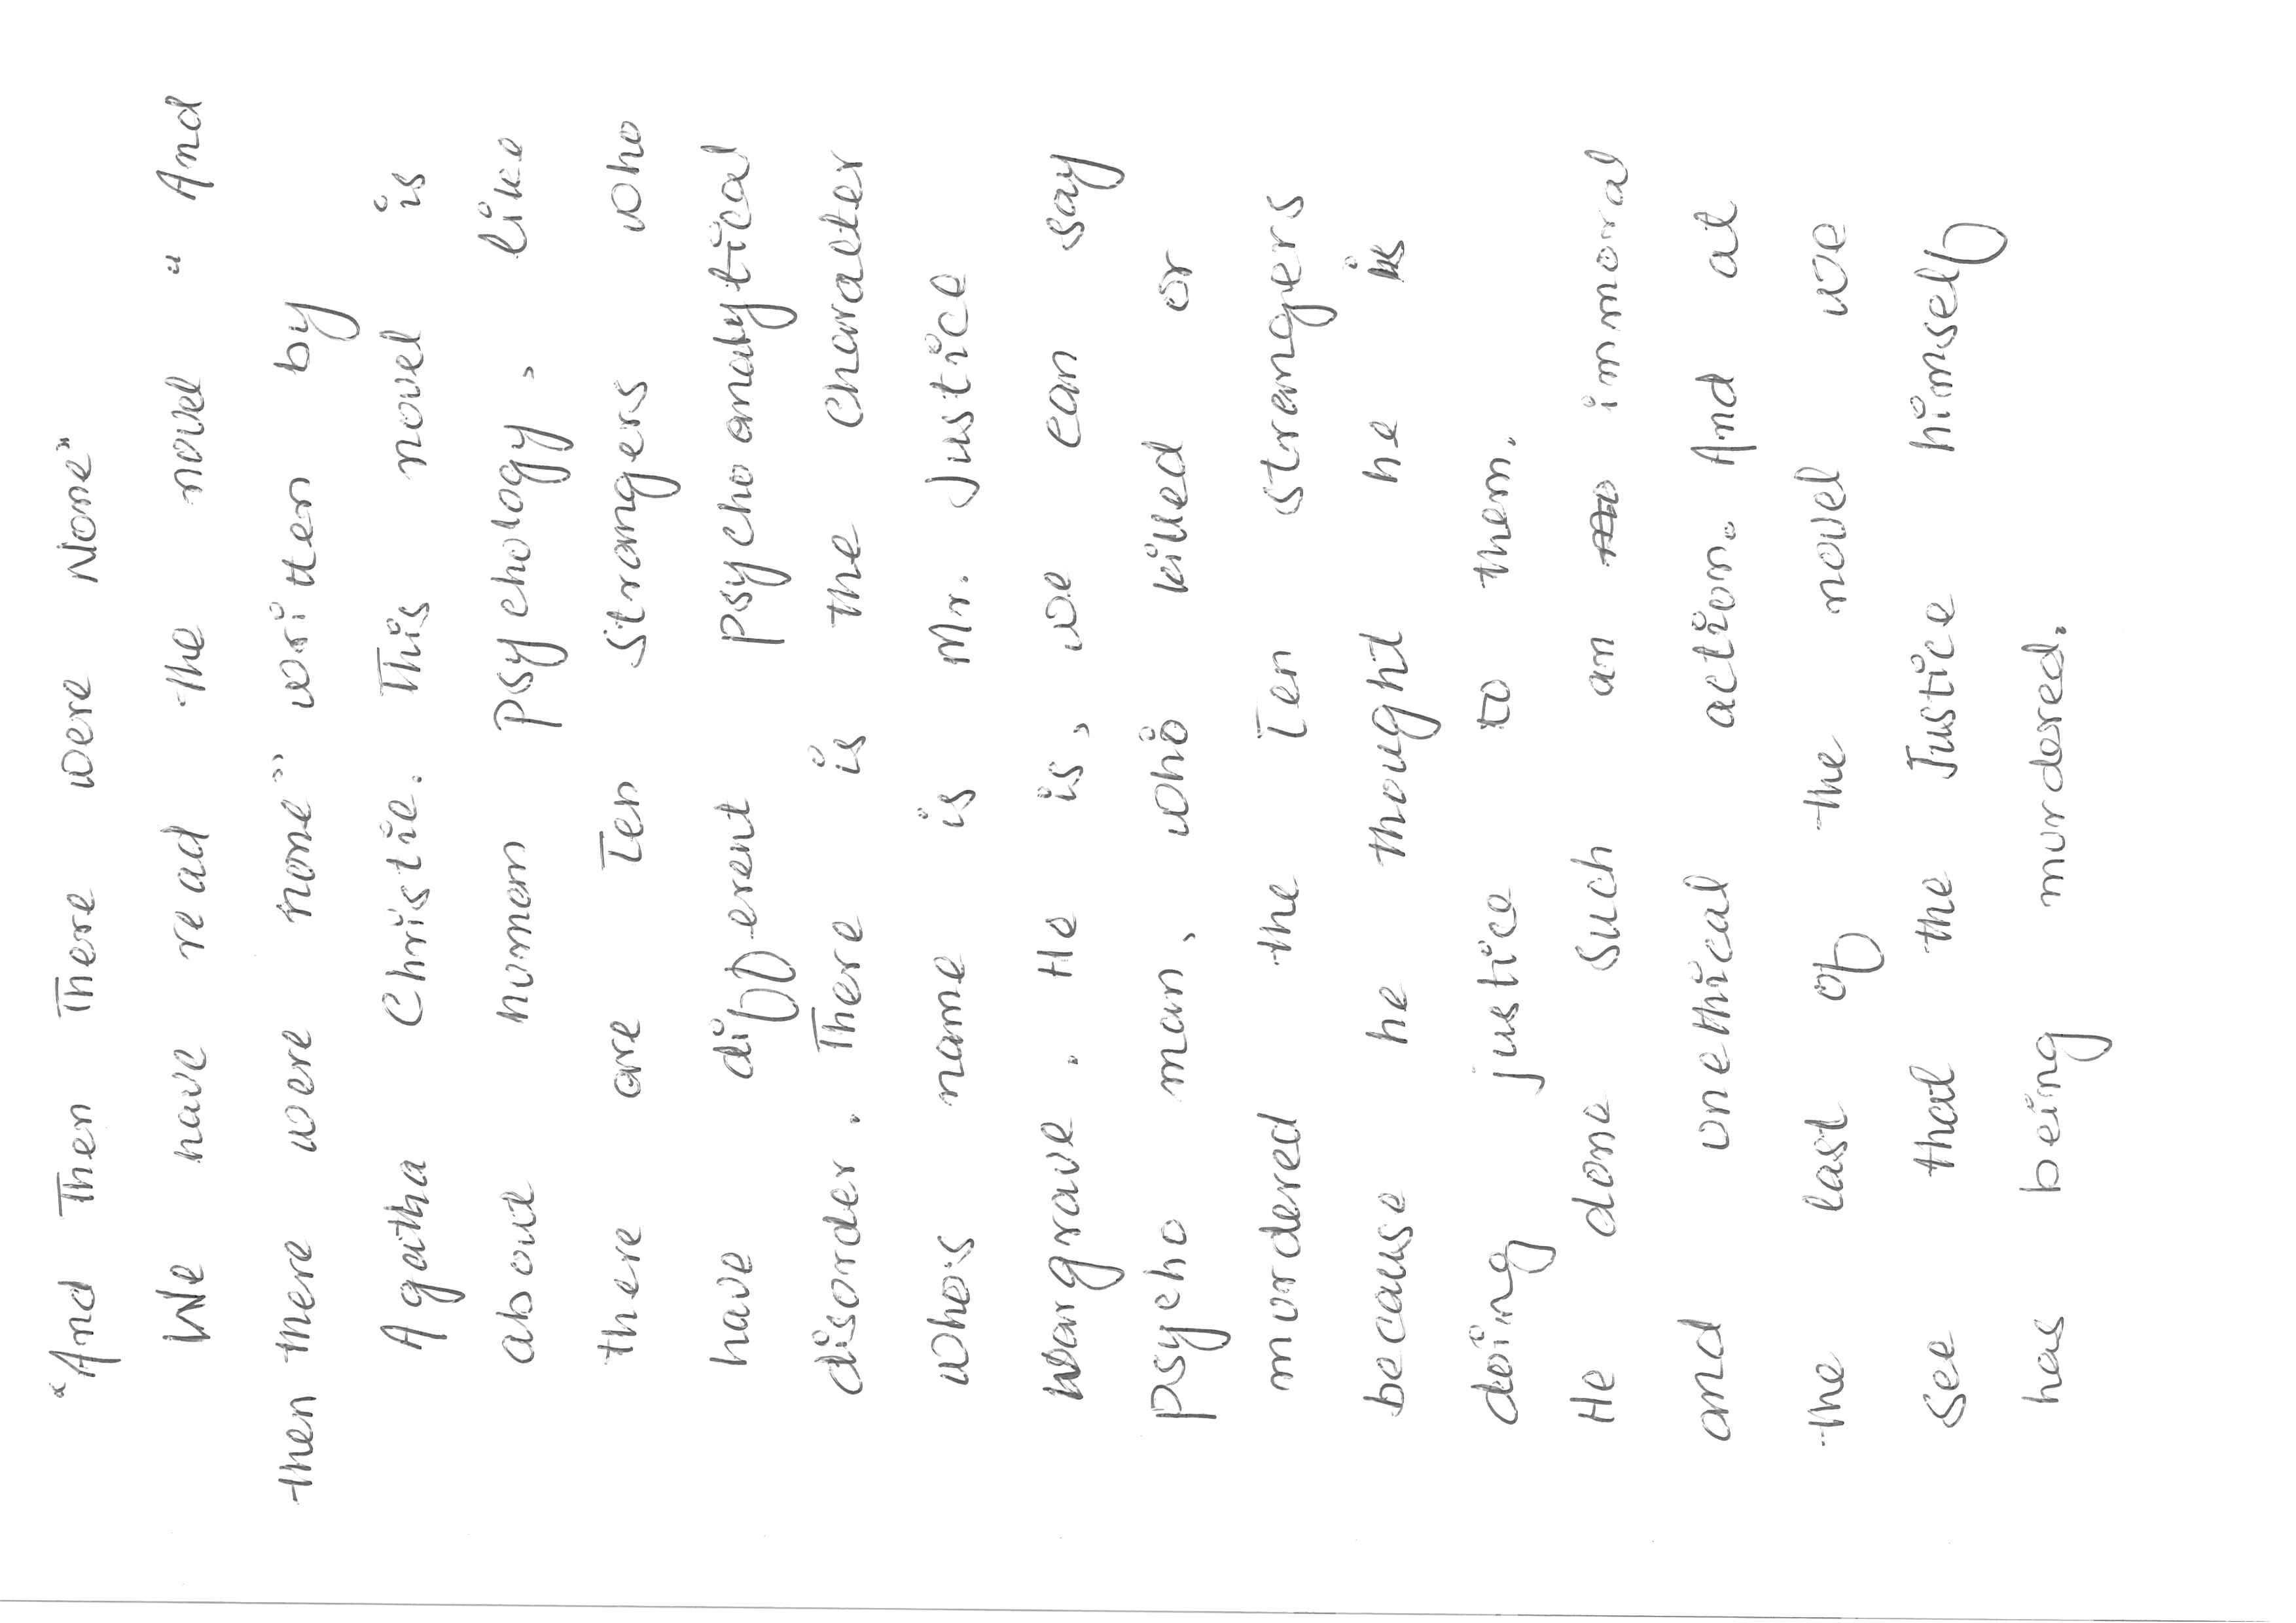 "And Then There were None"
We have read the novel "And
then there were none" written by
Agatha Christie. This novel is
about human psychology, like
there are Ten strangers who
have different psychoanalytical
disorder. There is the character
who's name is Mr. Justice
Wargrave. He is, we can say
psycho man, who killed or
murdered the Ten strangers
because he thought he is
doing justice to them.
He done such an immoral
and unethical action. And at
the last of the novel we
see that the Justice himself
has being murdered.